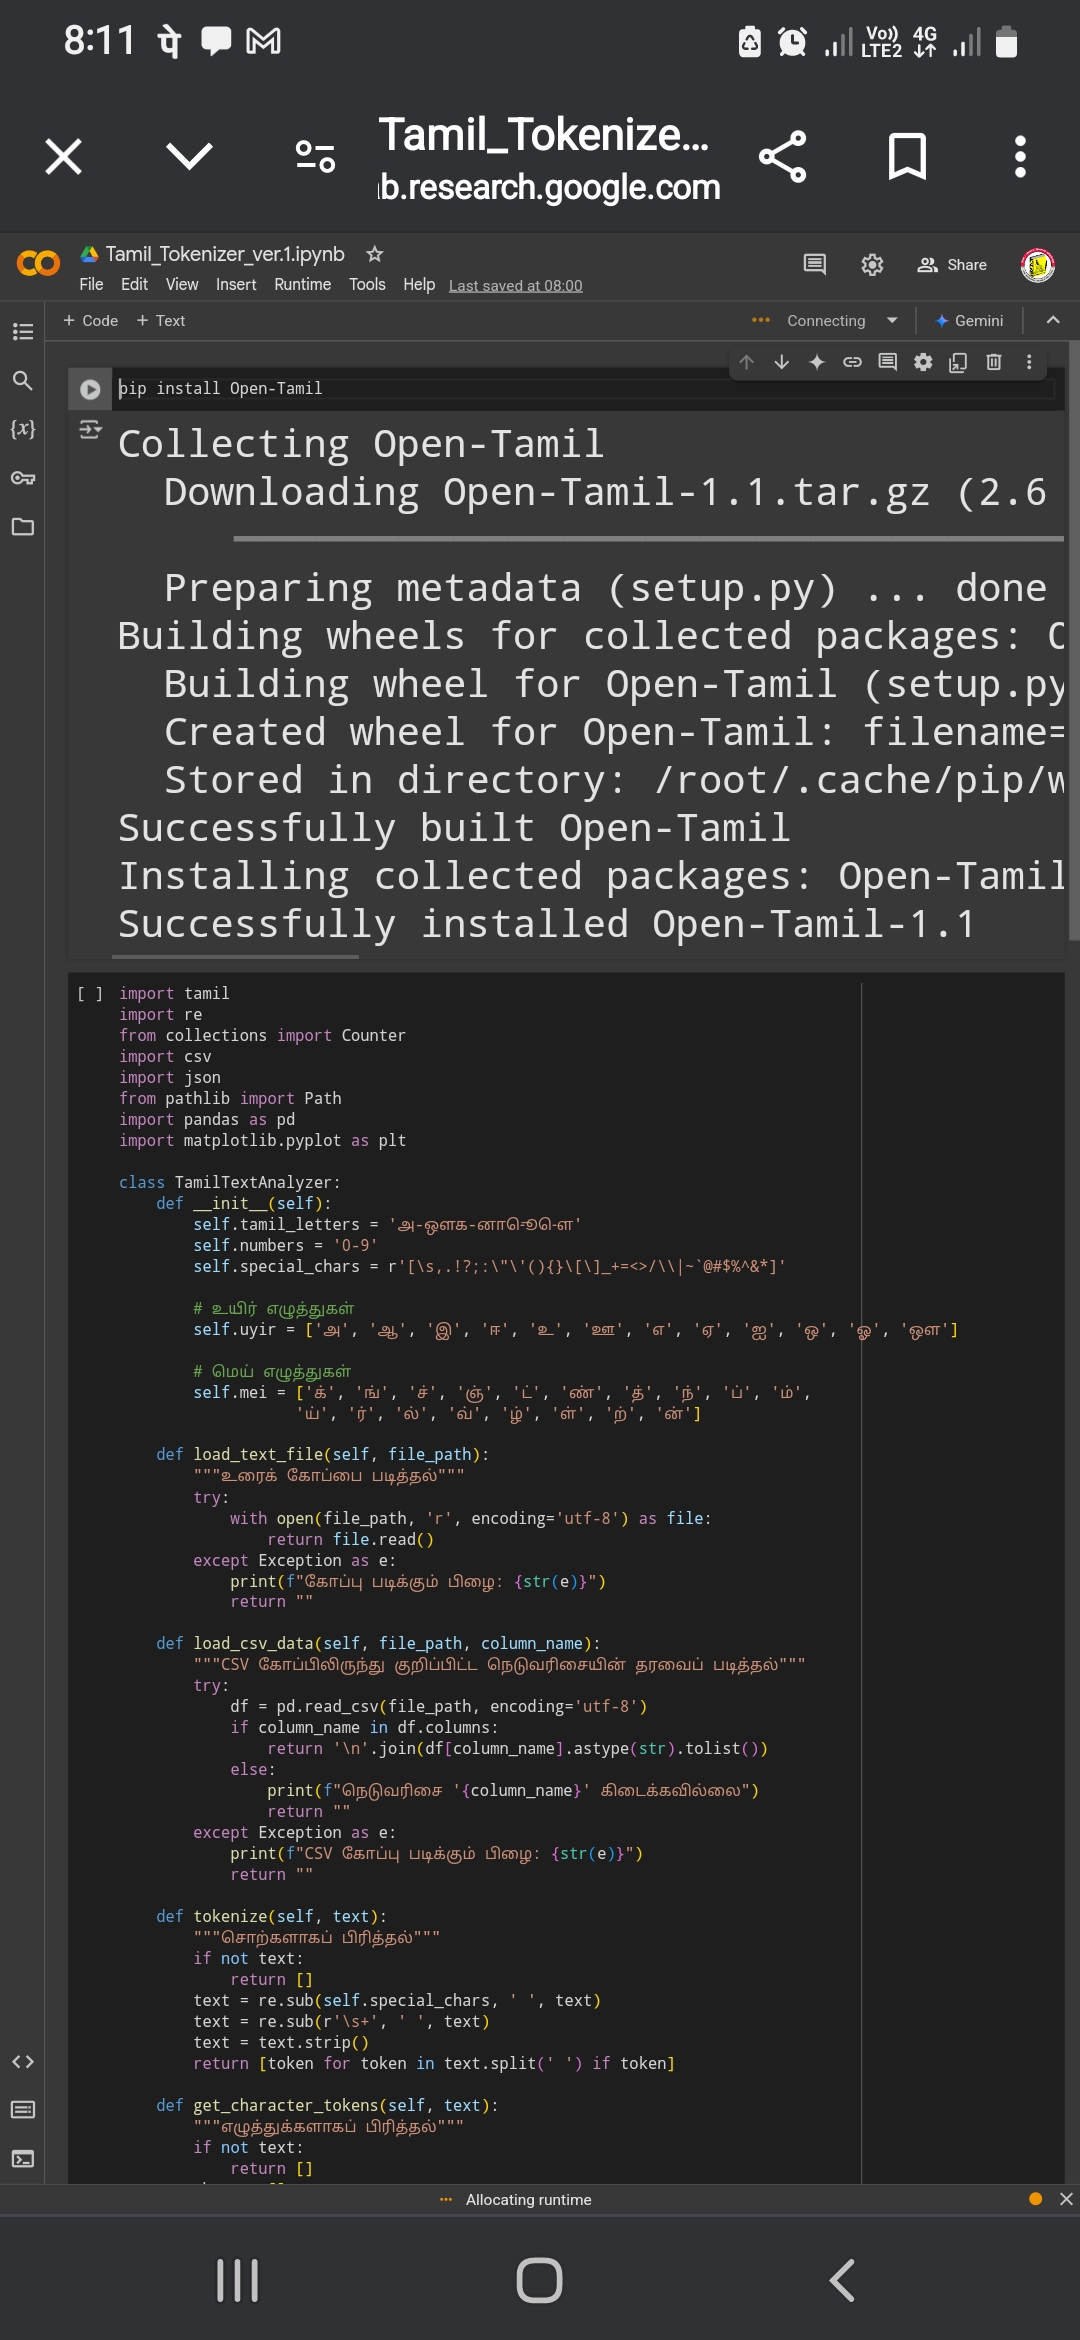 8:11 पे
Vo)) LTE2 4G
Tamil_Tokenize...
b.research.google.com
Tamil_Tokenizer_ver.1.ipynb
File Edit View Insert Runtime Tools Help Last saved at 08:00
Share
+ Code + Text
Connecting
Gemini
pip install Open-Tamil
Collecting Open-Tamil
Downloading Open-Tamil-1.1.tar.gz (2.6
Preparing metadata (setup.py) ... done
Building wheels for collected packages: O
Building wheel for Open-Tamil (setup.py
Created wheel for Open-Tamil: filename=
Stored in directory: /root/.cache/pip/w
Successfully built Open-Tamil
Installing collected packages: Open-Tamil
Successfully installed Open-Tamil-1.1
[ ] import tamil
import re
from collections import Counter
import csv
import json
from pathlib import Path
import pandas as pd
import matplotlib.pyplot as plt
class TamilTextAnalyzer:
def __init__(self):
self.numbers = '0-9'
self.special_chars = r'[\s,.!?;:\"\'(){}\[\]_+=<>/\\|~`@#$%^&*]'
# உயிர் எழுத்துகள்
self.uyir = ['அ', 'ஆ', 'இ', 'ஈ', 'உ', 'ஊ', 'எ', 'ஏ', 'ஐ', 'ஒ', 'ஓ', 'ஔ']
# மெய் எழுத்துகள்
self.mei = ['க்', 'ங்', 'ச்', 'ஞ்', 'ட்', 'ண்', 'த்', 'ந்', 'ப்', 'ம்',
'ய்', 'ர்', 'ல்', 'வ்', 'ழ்', 'ள்', 'ற்', 'ன்']
def load_text_file(self, file_path):
"""உரைக் கோப்பை படித்தல்"""
try:
with open(file_path, 'r', encoding='utf-8') as file:
return file.read()
except Exception as e:
print(f"கோப்பு படிக்கும் பிழை: {str(e)}")
return ""
def load_csv_data(self, file_path, column_name):
"""CSV கோப்பிலிருந்து குறிப்பிட்ட நெடுவரிசையின் தரவைப் படித்தல்"""
try:
df = pd.read_csv(file_path, encoding='utf-8')
if column_name in df.columns:
return '\n'.join(df[column_name].astype(str).tolist())
else:
print(f"நெடுவரிசை '{column_name}' கிடைக்கவில்லை")
return ""
except Exception as e:
print(f"CSV கோப்பு படிக்கும் பிழை: {str(e)}")
return ""
def tokenize(self, text):
"""சொற்களாகப் பிரித்தல்"""
if not text:
return []
text = re.sub(self.special_chars, ' ', text)
text = re.sub(r'\s+', ' ', text)
text = text.strip()
return [token for token in text.split(' ') if token]
def get_character_tokens(self, text):
"""எழுத்துக்களாகப் பிரித்தல்"""
if not text:
return []
Allocating runtime